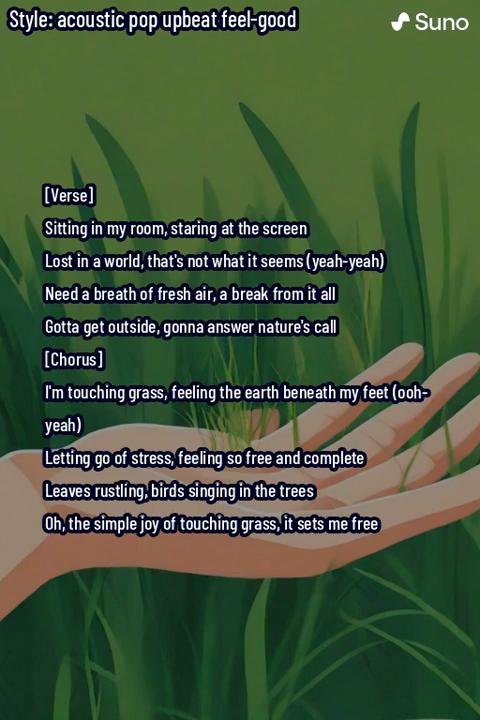 Style: acoustic pop upbeat feel-good
Suno
[Verse]
Sitting in my room, staring at the screen
Lost in a world, that's not what it seems (yeah-yeah)
Need a breath of fresh air, a break from it all
Gotta get outside, gonna answer nature's call
[Chorus]
I'm touching grass, feeling the earth beneath my feet (ooh-
yeah)
Letting go of stress, feeling so free and complete
Leaves rustling, birds singing in the trees
Oh, the simple joy of touching grass, it sets me free